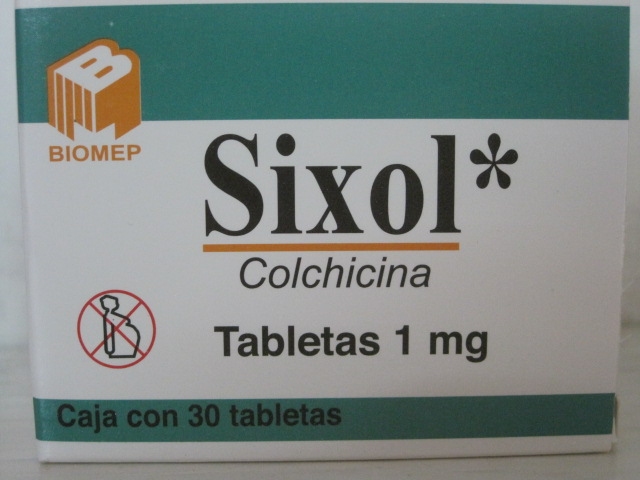 B
BIOMEP
Sixol*
Colchicina
Tabletas 1 mg
Caja con 30 tabletas